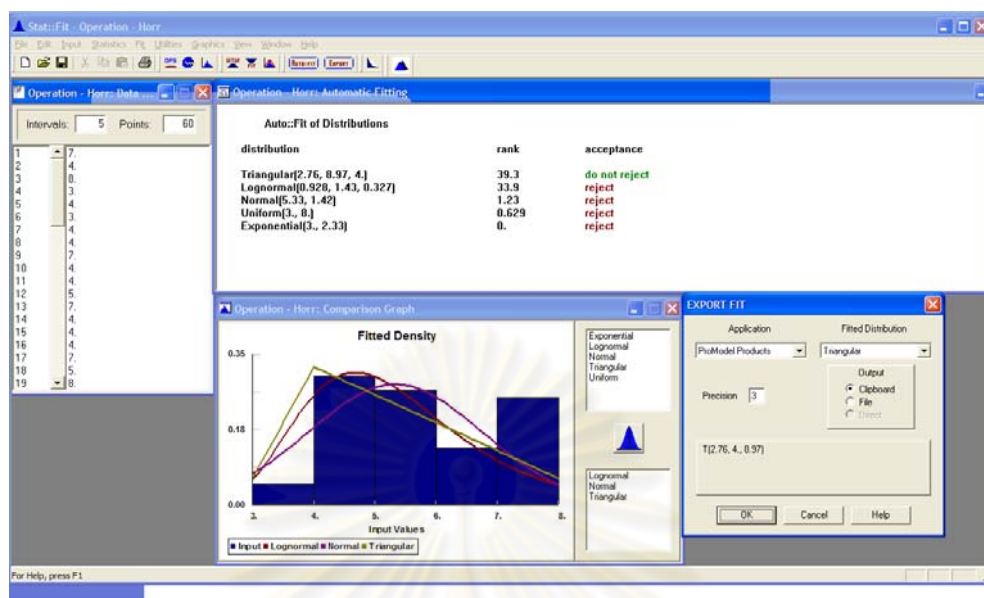 Stat::Fit - Operation - Horr
File Edit Input Statistics Fit Utilities Graphics View Window Help
Operation - Horr: Data ...
Intervals: 5 Points: 60
1 7.
2 4.
3 8.
4 3.
5 4.
6 3.
7 4.
8 4.
9 7.
10 4.
11 4.
12 5.
13 7.
14 4.
15 4.
16 4.
17 7.
18 5.
19 8.
Operation - Horr: Automatic Fitting
Auto::Fit of Distributions
distribution rank acceptance
Triangular(2.76, 8.97, 4.) 39.3 do not reject
Lognormal(0.928, 1.43, 0.327) 33.9 reject
Normal(5.33, 1.42) 1.23 reject
Uniform(3., 8.) 0.629 reject
Exponential(3., 2.33) 0. reject
Operation - Horr: Comparison Graph
Fitted Density
0.35
0.18
0.00
3. 4. 5. 6. 7. 8.
Input Values
Input Lognormal Normal Triangular
Exponential
Lognormal
Normal
Triangular
Uniform
Lognormal
Normal
Triangular
EXPORT FIT
Application Fitted Distribution
ProModel Products Triangular
Output
Clipboard
File
Direct
Precision 3
T(2.76, 4., 8.97)
OK Cancel Help
For Help, press F1